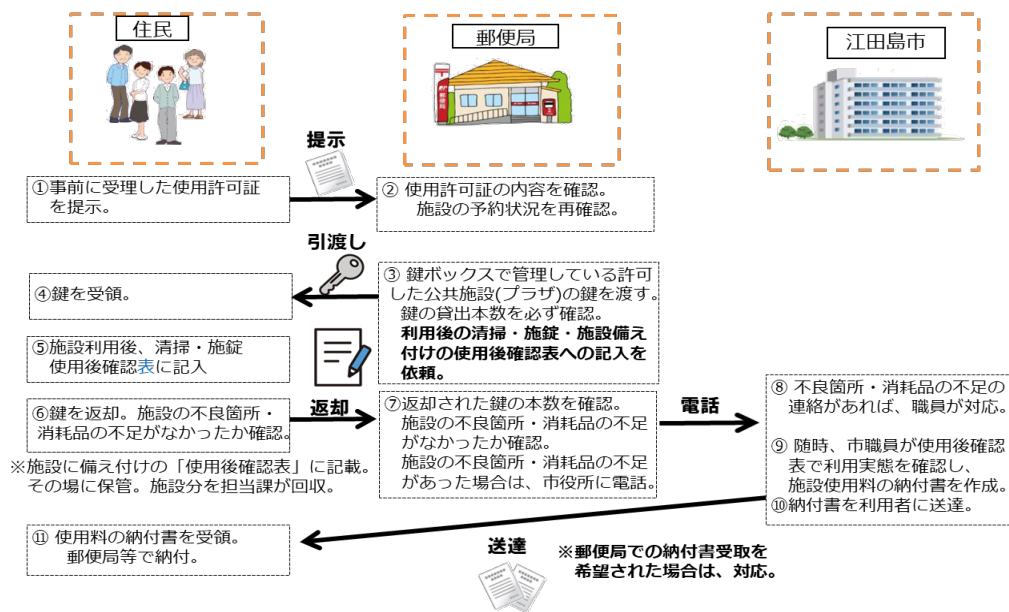 住民
郵便局
江田島市
提示
①事前に受理した使用許可証
を提示。
② 使用許可証の内容を確認。
施設の予約状況を再確認。
引渡し
③ 鍵ボックスで管理している許可
した公共施設(プラザ)の鍵を渡す。
鍵の貸出本数を必ず確認。
利用後の清掃・施錠・施設備え
付けの使用後確認表への記入を
依頼。
④鍵を受領。
⑤施設利用後、清掃・施錠
使用後確認表に記入
⑥鍵を返却。施設の不良箇所・
消耗品の不足がなかったか確認。
返却
⑦返却された鍵の本数を確認。
施設の不良箇所・消耗品の不足
がなかったか確認。
施設の不良箇所・消耗品の不足
があった場合は、市役所に電話。
電話
⑧ 不良箇所・消耗品の不足の
連絡があれば、職員が対応。
⑨ 随時、市職員が使用後確認
表で利用実態を確認し、
施設使用料の納付書を作成。
⑩納付書を利用者に送達。
※施設に備え付けの「使用後確認表」に記載。
その場に保管。施設分を担当課が回収。
⑪ 使用料の納付書を受領。
郵便局等で納付。
送達
※郵便局での納付書受取を
希望された場合は、対応。